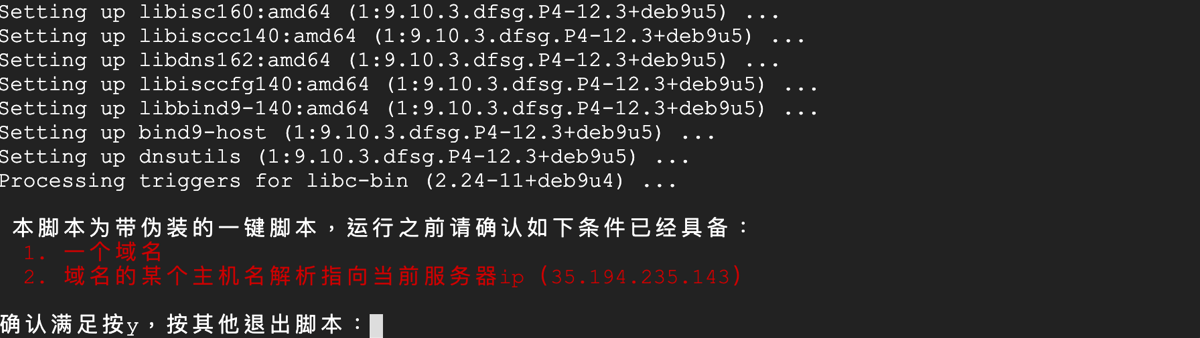 Setting up libisc160:amd64 (1:9.10.3.dfsg.P4-12.3+deb9u5) ...
Setting up libisccc140:amd64 (1:9.10.3.dfsg.P4-12.3+deb9u5) ...
Setting up libdns162:amd64 (1:9.10.3.dfsg.P4-12.3+deb9u5) ...
Setting up libisccfg140:amd64 (1:9.10.3.dfsg.P4-12.3+deb9u5) ...
Setting up libbind9-140:amd64 (1:9.10.3.dfsg.P4-12.3+deb9u5) ...
Setting up bind9-host (1:9.10.3.dfsg.P4-12.3+deb9u5) ...
Setting up dnsutils (1:9.10.3.dfsg.P4-12.3+deb9u5) ...
Processing triggers for libc-bin (2.24-11+deb9u4) ...
本脚本为带伪装的一键脚本，运行之前请确认如下条件已经具备：
1. 一个域名
2. 域名的某个主机名解析指向当前服务器ip（35.194.235.143）
确认满足按y，按其他退出脚本：